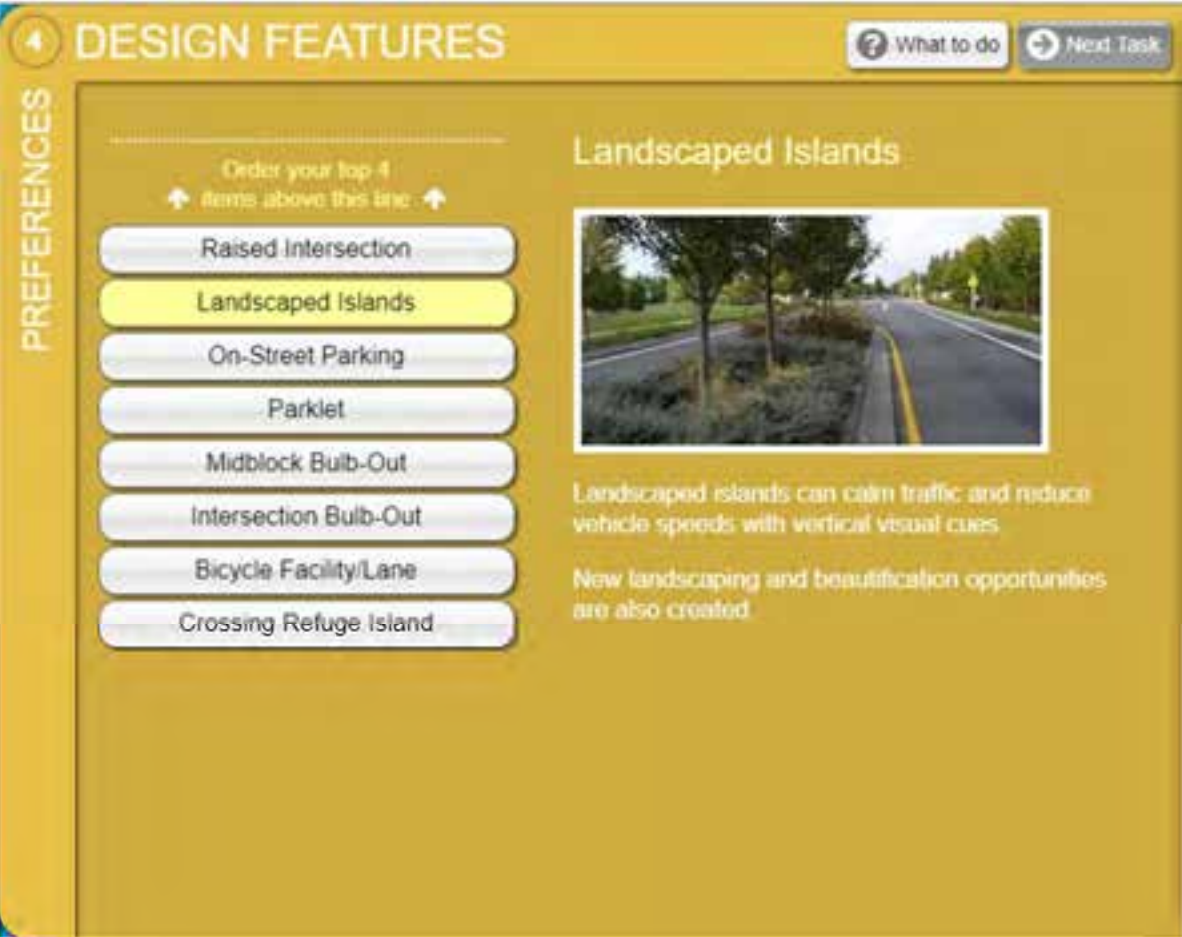 4 DESIGN FEATURES
What to do
Next Task
PREFERENCES
Order your top 4
items above this line
Raised Intersection
Landscaped Islands
On-Street Parking
Parklet
Midblock Bulb-Out
Intersection Bulb-Out
Bicycle Facility/Lane
Crossing Refuge Island
Landscaped Islands
Landscaped islands can calm traffic and reduce
vehicle speeds with vertical visual cues.
New landscaping and beautification opportunities
are also created.